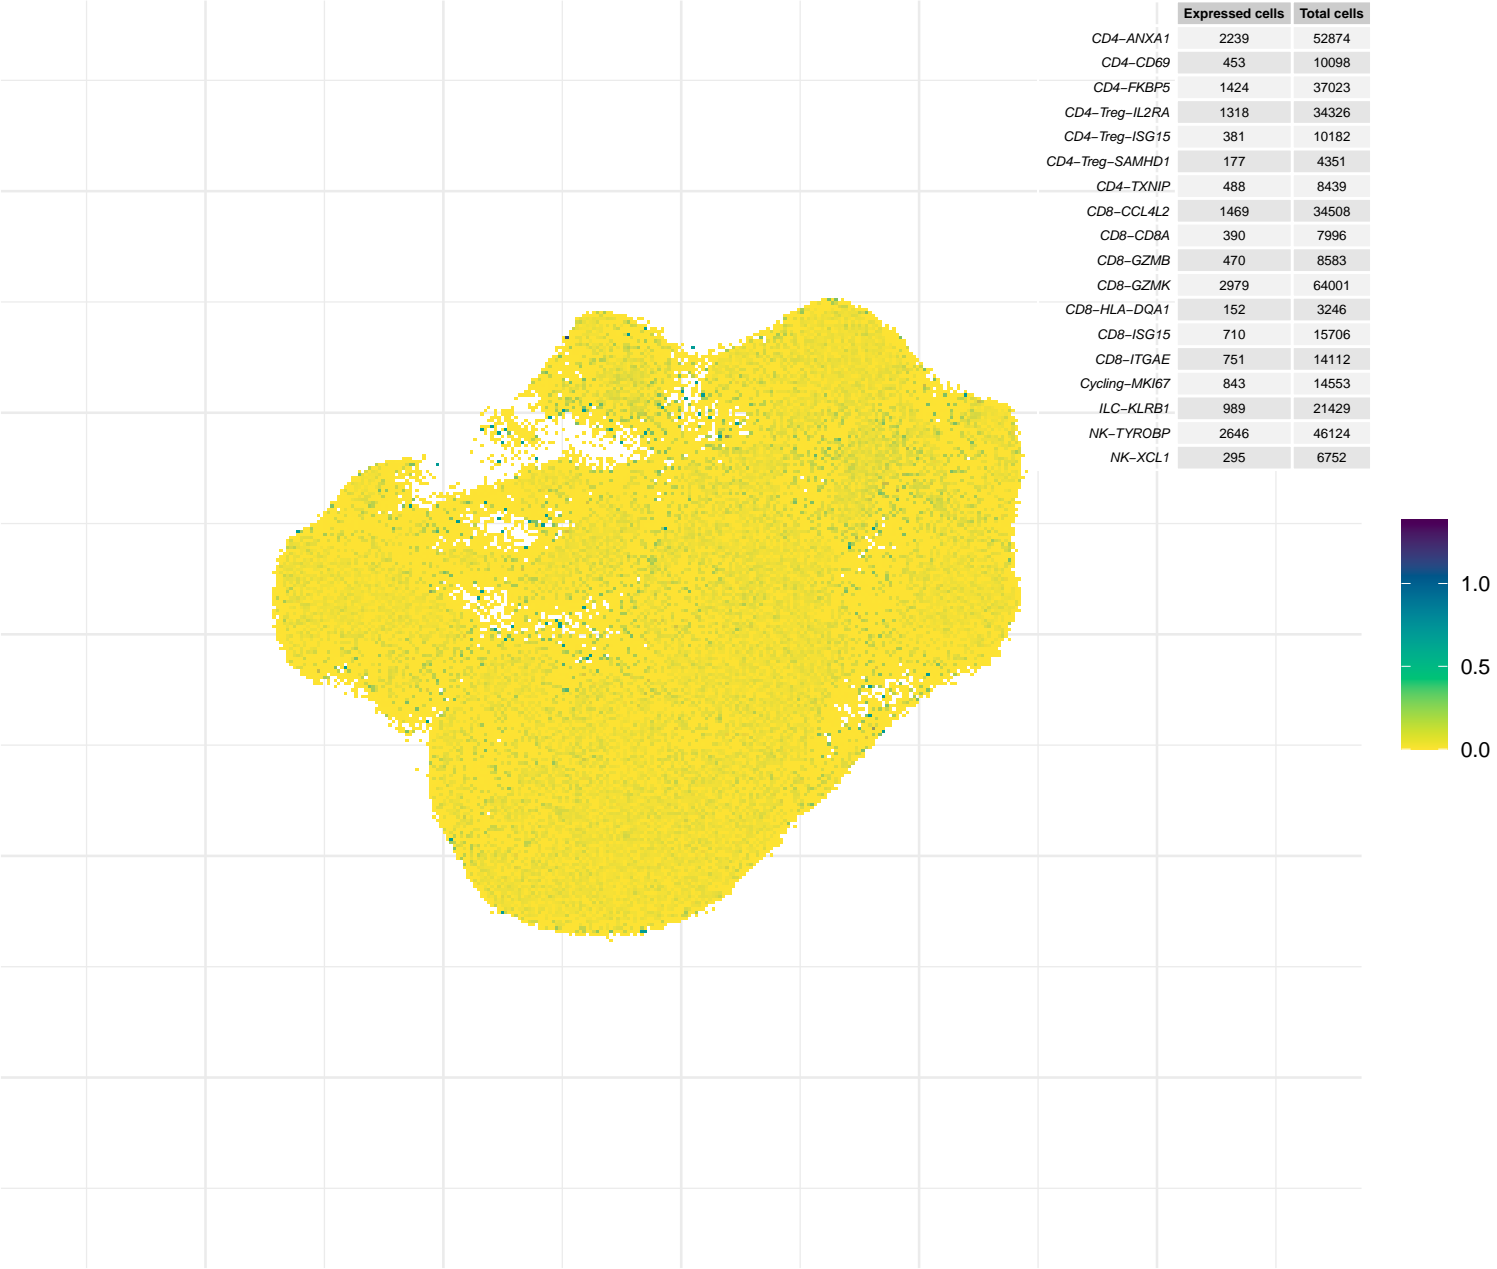 Expressed cells Total cells
CD4−ANXA1 2239 52874
CD4−CD69 453 10098
CD4−FKBP5 1424 37023
CD4−Treg−IL2RA 1318 34326
CD4−Treg−ISG15 381 10182
CD4−Treg−SAMHD1 177 4351
CD4−TXNIP 488 8439
CD8−CCL4L2 1469 34508
CD8−CD8A 390 7996
CD8−GZMB 470 8583
CD8−GZMK 2979 64001
CD8−HLA−DQA1 152 3246
CD8−ISG15 710 15706
CD8−ITGAE 751 14112
Cycling−MKI67 843 14553
ILC−KLRB1 989 21429
NK−TYROBP 2646 46124
NK−XCL1 295 6752
1.0
0.5
0.0